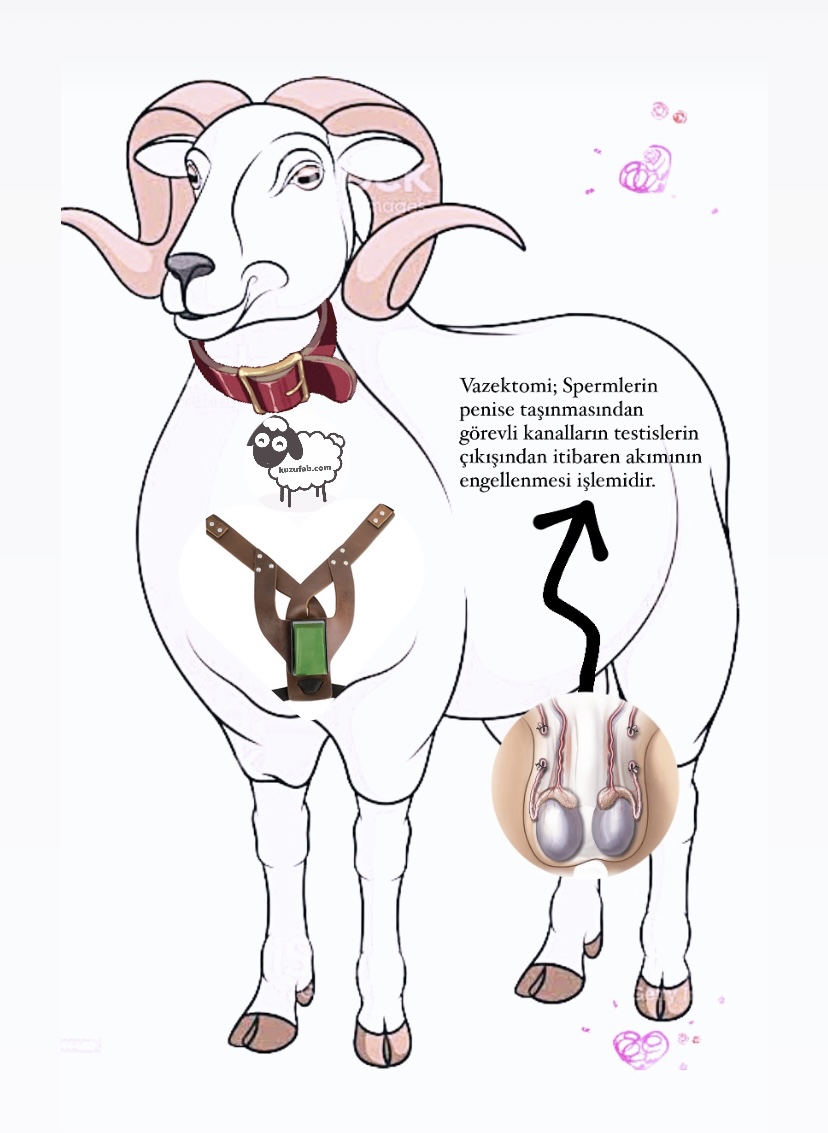 Vazektomi; Spermlerin
penise taşınmasından
görevli kanalların testislerin
çıkışından itibaren akımının
engellenmesi işlemidir.
kuzufab.com